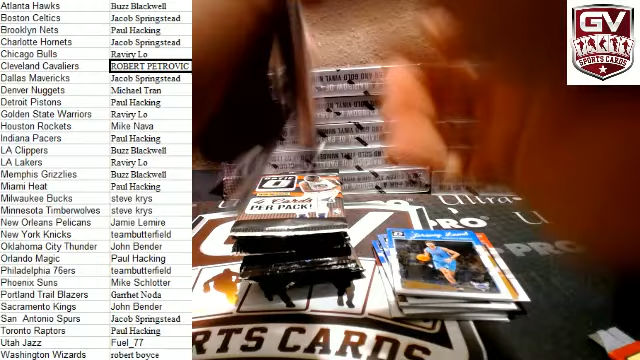 Atlanta Hawks Buzz Blackwell
Boston Celtics Jacob Springstead
Brooklyn Nets Paul Hacking
Charlotte Hornets Jacob Springstead
Chicago Bulls Raviry Lo
Cleveland Cavaliers ROBERT PETROVIC
Dallas Mavericks Jacob Springstead
Denver Nuggets Michael Tran
Detroit Pistons Paul Hacking
Golden State Warriors Raviry Lo
Houston Rockets Mike Nava
Indiana Pacers Paul Hacking
LA Clippers Buzz Blackwell
LA Lakers Raviry Lo
Memphis Grizzlies Buzz Blackwell
Miami Heat Paul Hacking
Milwaukee Bucks steve krys
Minnesota Timberwolves steve krys
New Orleans Pelicans Jamie Lemire
New York Knicks teambutterfield
Oklahoma City Thunder John Bender
Orlando Magic Paul Hacking
Philadelphia 76ers teambutterfield
Phoenix Suns Mike Schlotter
Portland Trail Blazers Garrhet Noda
Sacramento Kings John Bender
San Antonio Spurs Jacob Springstead
Toronto Raptors Paul Hacking
Utah Jazz Fuel_77
Washington Wizards robert boyce
GV
SPORTS CARDS
4 Cards
PER PACK!
Ultra
PRO
RTS CARDS